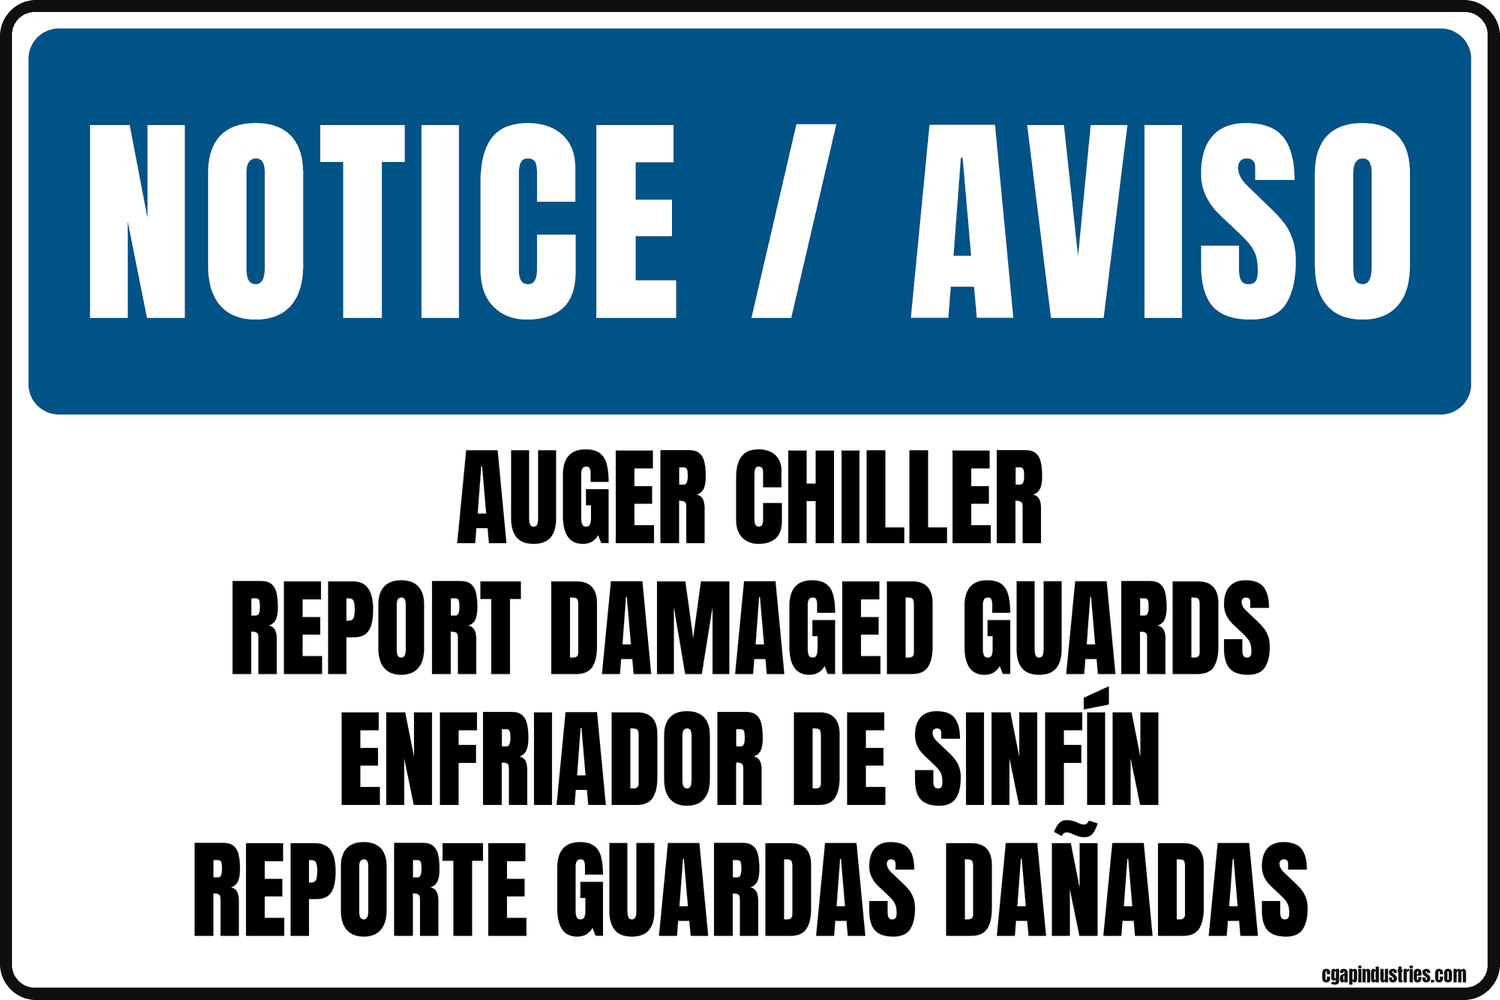 NOTICE / AVISO
AUGER CHILLER
REPORT DAMAGED GUARDS
ENFRIADOR DE SINFÍN
REPORTE GUARDAS DAÑADAS
cgapindustries.com